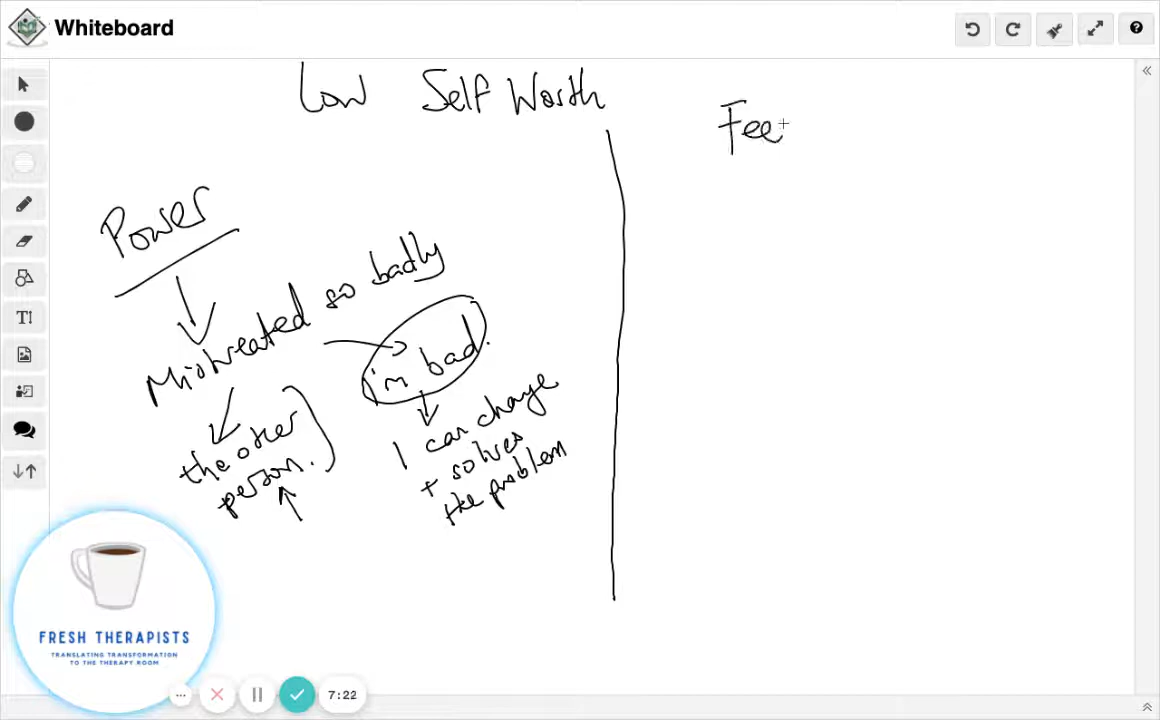 Whiteboard
Low Self Worth
Fee
Power
Mistreated so badly
i'm bad.
the other
person.
I can change
+ solves
the problem
FRESH THERAPISTS
TRANSLATING TRANSFORMATION
TO THE THERAPY ROOM
7:22